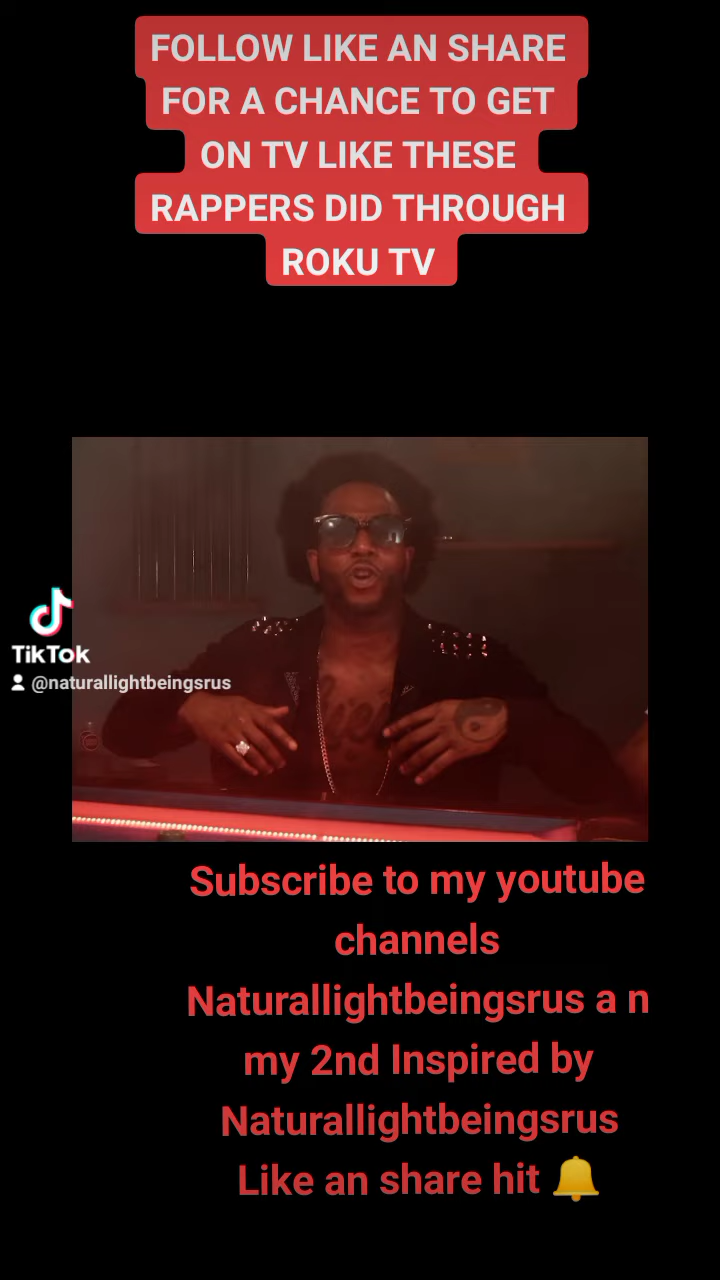 FOLLOW LIKE AN SHARE
FOR A CHANCE TO GET
ON TV LIKE THESE
RAPPERS DID THROUGH
ROKU TV
TikTok
@naturallightbeingsrus
Subscribe to my youtube
channels
Naturallightbeingsrus a n
my 2nd Inspired by
Naturallightbeingsrus
Like an share hit 🔔